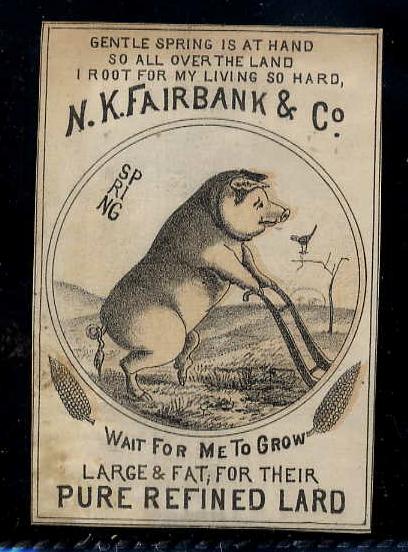 GENTLE SPRING IS AT HAND
SO ALL OVER THE LAND
I ROOT FOR MY LIVING SO HARD,
N. K. FAIRBANK & Co
SPRING
WAIT FOR ME TO GROW
LARGE & FAT, FOR THEIR
PURE REFINED LARD